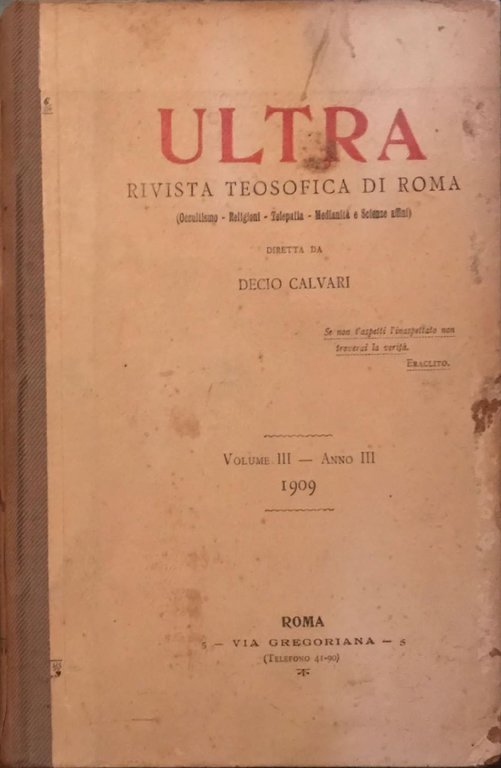 ULTRA
RIVISTA TEOSOFICA DI ROMA
(Occultismo - Religioni - Telepatia - Medianità e Scienze affini)
DIRETTA DA
DECIO CALVARI
Se non t'aspetti l'inaspettato non
troverai la verità.
ERACLITO.
VOLUME III — ANNO III
1909
ROMA
5 — VIA GREGORIANA — 5
(TELEFONO 41-90)